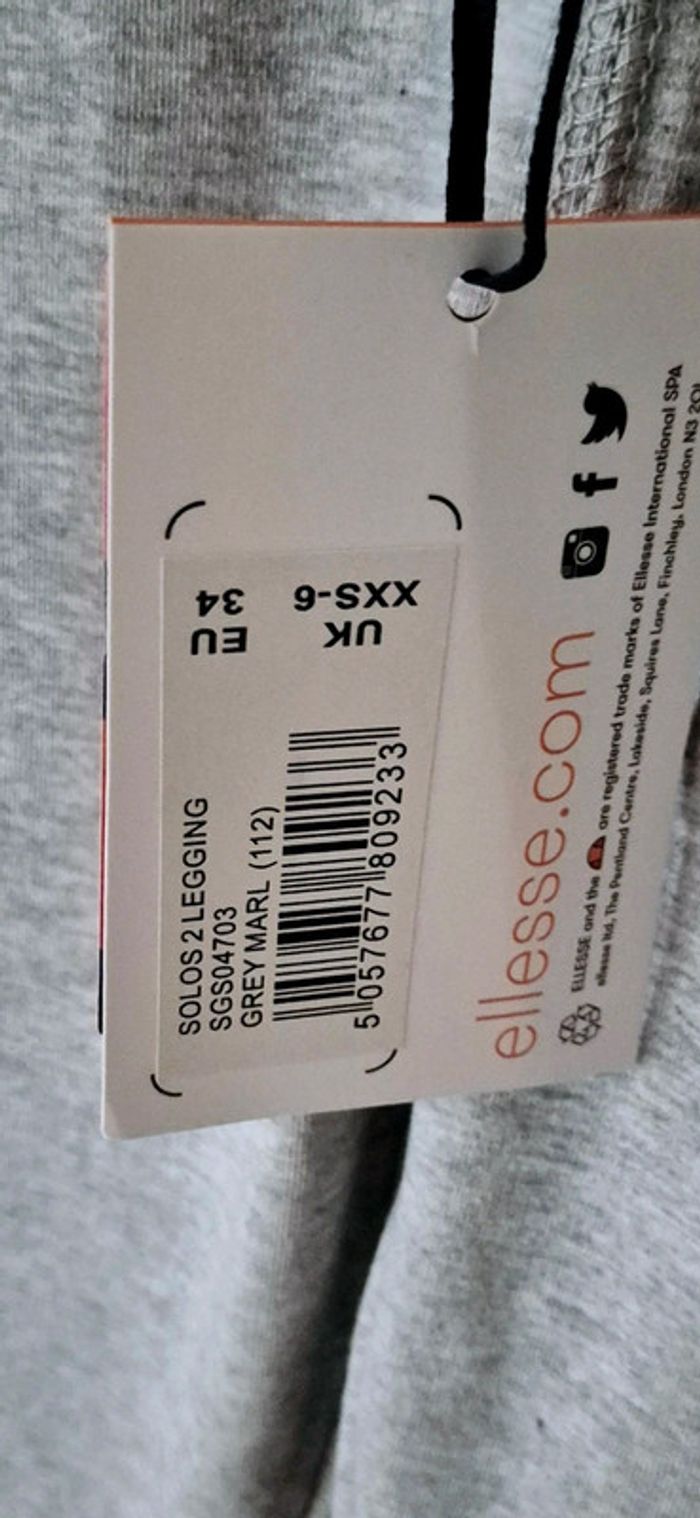 SOLOS 2 LEGGING
SGS04703
GREY MARL (112)
5 057677 809233
UK
XXS-6
EU
34
ellesse.com
ELLESSE and the are registered trade marks of Ellesse International SPA
ellesse ltd, The Pentland Centre, Lakeside, Squires Lane, Finchley, London N3